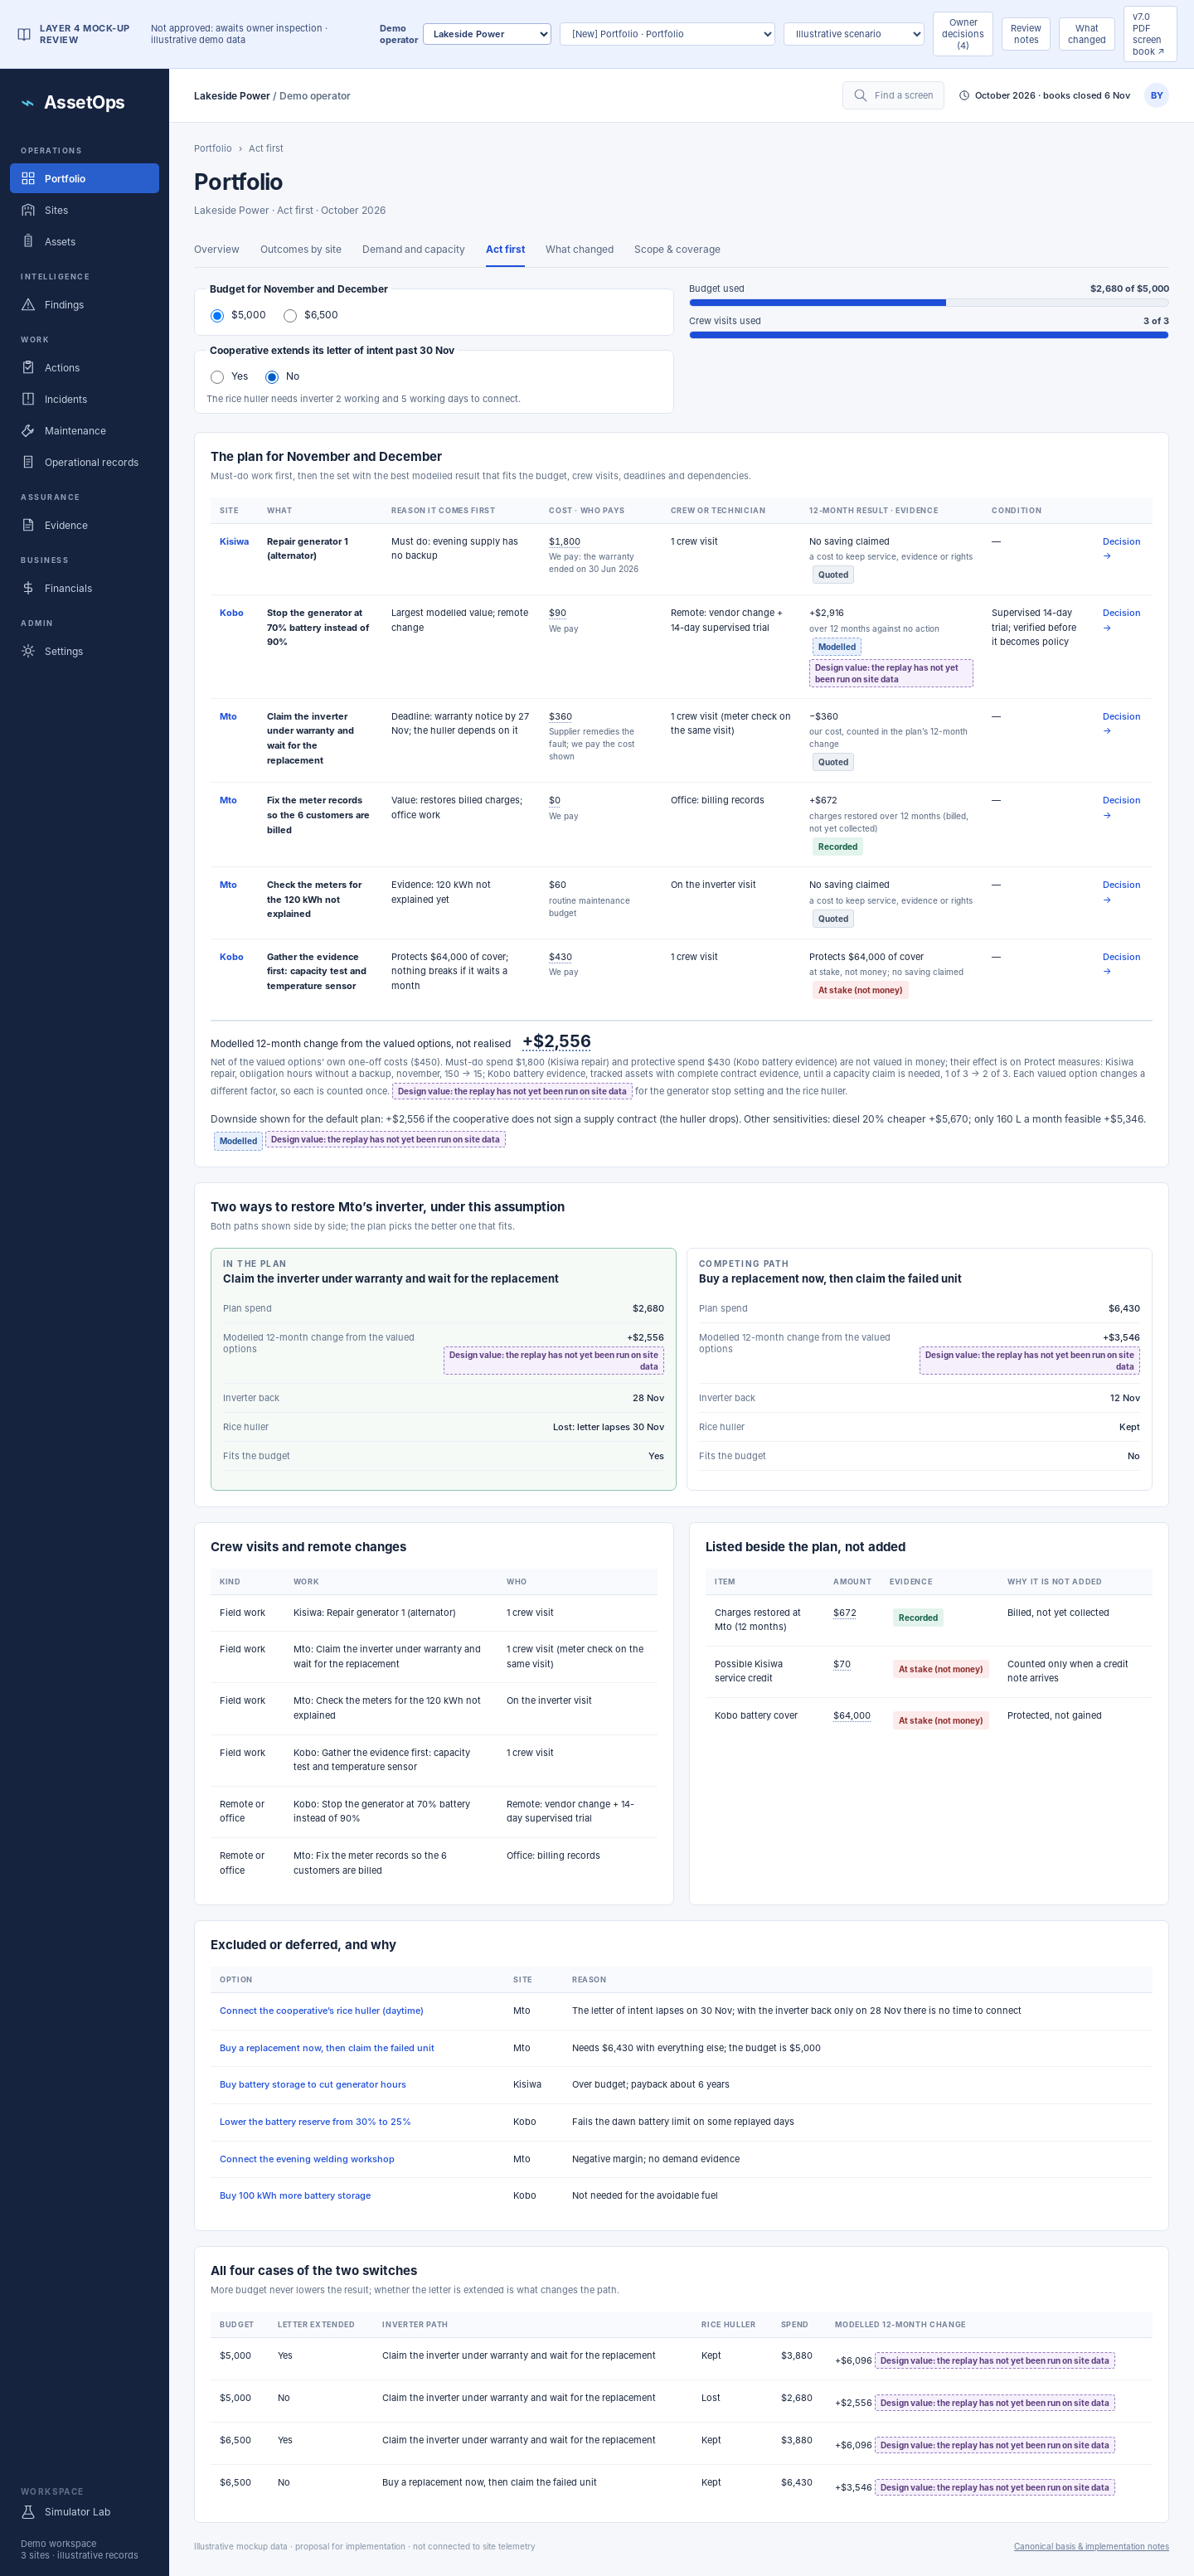 LAYER 4 MOCK-UP REVIEW
Not approved: awaits owner inspection · illustrative demo data
Demo operator
Lakeside Power
[New] Portfolio · Portfolio
Illustrative scenario
Owner decisions (4)
Review notes
What changed
v7.0 PDF screen book ↗
AssetOps
Lakeside Power / Demo operator
Find a screen
October 2026 · books closed 6 Nov
BY
OPERATIONS
Portfolio
Sites
Assets
INTELLIGENCE
Findings
WORK
Actions
Incidents
Maintenance
Operational records
ASSURANCE
Evidence
BUSINESS
Financials
ADMIN
Settings
WORKSPACE
Simulator Lab
Demo workspace
3 sites · illustrative records
Portfolio › Act first
Portfolio
Lakeside Power · Act first · October 2026
Overview
Outcomes by site
Demand and capacity
Act first
What changed
Scope & coverage
Budget for November and December
$5,000
$6,500
Cooperative extends its letter of intent past 30 Nov
Yes
No
The rice huller needs inverter 2 working and 5 working days to connect.
Budget used
$2,680 of $5,000
Crew visits used
3 of 3
The plan for November and December
Must-do work first, then the set with the best modelled result that fits the budget, crew visits, deadlines and dependencies.
SITE
WHAT
REASON IT COMES FIRST
COST · WHO PAYS
CREW OR TECHNICIAN
12-MONTH RESULT · EVIDENCE
CONDITION
Kisiwa
Repair generator 1 (alternator)
Must do: evening supply has no backup
$1,800
We pay: the warranty ended on 30 Jun 2026
1 crew visit
No saving claimed
a cost to keep service, evidence or rights
Quoted
—
Decision →
Kobo
Stop the generator at 70% battery instead of 90%
Largest modelled value; remote change
$90
We pay
Remote: vendor change + 14-day supervised trial
+$2,916
over 12 months against no action
Modelled
Design value: the replay has not yet been run on site data
Supervised 14-day trial; verified before it becomes policy
Decision →
Mto
Claim the inverter under warranty and wait for the replacement
Deadline: warranty notice by 27 Nov; the huller depends on it
$360
Supplier remedies the fault; we pay the cost shown
1 crew visit (meter check on the same visit)
−$360
our cost, counted in the plan's 12-month change
Quoted
—
Decision →
Mto
Fix the meter records so the 6 customers are billed
Value: restores billed charges; office work
$0
We pay
Office: billing records
+$672
charges restored over 12 months (billed, not yet collected)
Recorded
—
Decision →
Mto
Check the meters for the 120 kWh not explained
Evidence: 120 kWh not explained yet
$60
routine maintenance budget
On the inverter visit
No saving claimed
a cost to keep service, evidence or rights
Quoted
—
Decision →
Kobo
Gather the evidence first: capacity test and temperature sensor
Protects $64,000 of cover; nothing breaks if it waits a month
$430
We pay
1 crew visit
Protects $64,000 of cover
at stake, not money; no saving claimed
At stake (not money)
—
Decision →
Modelled 12-month change from the valued options, not realised +$2,556
Net of the valued options' own one-off costs ($450). Must-do spend $1,800 (Kisiwa repair) and protective spend $430 (Kobo battery evidence) are not valued in money; their effect is on Protect measures: Kisiwa
repair, obligation hours without a backup, november, 150 → 15; Kobo battery evidence, tracked assets with complete contract evidence, until a capacity claim is needed, 1 of 3 → 2 of 3. Each valued option changes a
different factor, so each is counted once. Design value: the replay has not yet been run on site data for the generator stop setting and the rice huller.
Downside shown for the default plan: +$2,556 if the cooperative does not sign a supply contract (the huller drops). Other sensitivities: diesel 20% cheaper +$5,670; only 160 L a month feasible +$5,346.
Modelled Design value: the replay has not yet been run on site data
Two ways to restore Mto's inverter, under this assumption
Both paths shown side by side; the plan picks the better one that fits.
IN THE PLAN
Claim the inverter under warranty and wait for the replacement
Plan spend
$2,680
Modelled 12-month change from the valued options
+$2,556
Design value: the replay has not yet been run on site data
Inverter back
28 Nov
Rice huller
Lost: letter lapses 30 Nov
Fits the budget
Yes
COMPETING PATH
Buy a replacement now, then claim the failed unit
Plan spend
$6,430
Modelled 12-month change from the valued options
+$3,546
Design value: the replay has not yet been run on site data
Inverter back
12 Nov
Rice huller
Kept
Fits the budget
No
Crew visits and remote changes
KIND
WORK
WHO
Field work
Kisiwa: Repair generator 1 (alternator)
1 crew visit
Field work
Mto: Claim the inverter under warranty and wait for the replacement
1 crew visit (meter check on the same visit)
Field work
Mto: Check the meters for the 120 kWh not explained
On the inverter visit
Field work
Kobo: Gather the evidence first: capacity test and temperature sensor
1 crew visit
Remote or office
Kobo: Stop the generator at 70% battery instead of 90%
Remote: vendor change + 14-day supervised trial
Remote or office
Mto: Fix the meter records so the 6 customers are billed
Office: billing records
Listed beside the plan, not added
ITEM
AMOUNT
EVIDENCE
WHY IT IS NOT ADDED
Charges restored at Mto (12 months)
$672
Recorded
Billed, not yet collected
Possible Kisiwa service credit
$70
At stake (not money)
Counted only when a credit note arrives
Kobo battery cover
$64,000
At stake (not money)
Protected, not gained
Excluded or deferred, and why
OPTION
SITE
REASON
Connect the cooperative's rice huller (daytime)
Mto
The letter of intent lapses on 30 Nov; with the inverter back only on 28 Nov there is no time to connect
Buy a replacement now, then claim the failed unit
Mto
Needs $6,430 with everything else; the budget is $5,000
Buy battery storage to cut generator hours
Kisiwa
Over budget; payback about 6 years
Lower the battery reserve from 30% to 25%
Kobo
Fails the dawn battery limit on some replayed days
Connect the evening welding workshop
Mto
Negative margin; no demand evidence
Buy 100 kWh more battery storage
Kobo
Not needed for the avoidable fuel
All four cases of the two switches
More budget never lowers the result; whether the letter is extended is what changes the path.
BUDGET
LETTER EXTENDED
INVERTER PATH
RICE HULLER
SPEND
MODELLED 12-MONTH CHANGE
$5,000
Yes
Claim the inverter under warranty and wait for the replacement
Kept
$3,880
+$6,096 Design value: the replay has not yet been run on site data
$5,000
No
Claim the inverter under warranty and wait for the replacement
Lost
$2,680
+$2,556 Design value: the replay has not yet been run on site data
$6,500
Yes
Claim the inverter under warranty and wait for the replacement
Kept
$3,880
+$6,096 Design value: the replay has not yet been run on site data
$6,500
No
Buy a replacement now, then claim the failed unit
Kept
$6,430
+$3,546 Design value: the replay has not yet been run on site data
Illustrative mockup data · proposal for implementation · not connected to site telemetry
Canonical basis & implementation notes